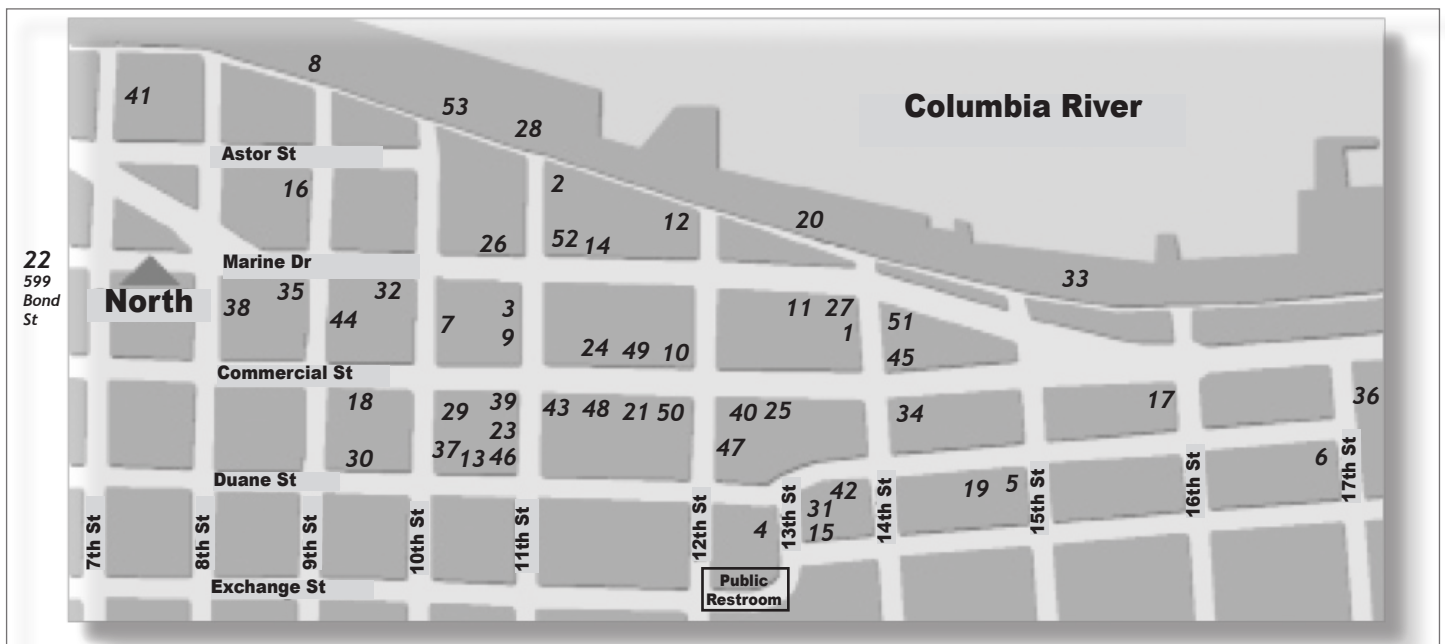 8
41
53
Columbia River
28
Astor St
16
2
12
20
52
14
26
22
599
Bond
St
Marine Dr
North
38
35
32
44
7
3
9
33
11
27
1
51
24
49
10
45
Commercial St
18
29
39
23
37
13
46
30
43
48
21
50
40
25
47
34
17
36
Duane St
6
42
31
15
4
19
5
7th St
8th St
9th St
10th St
11th St
12th St
13th St
14th St
15th St
16th St
17th St
Exchange St
Public
Restroom